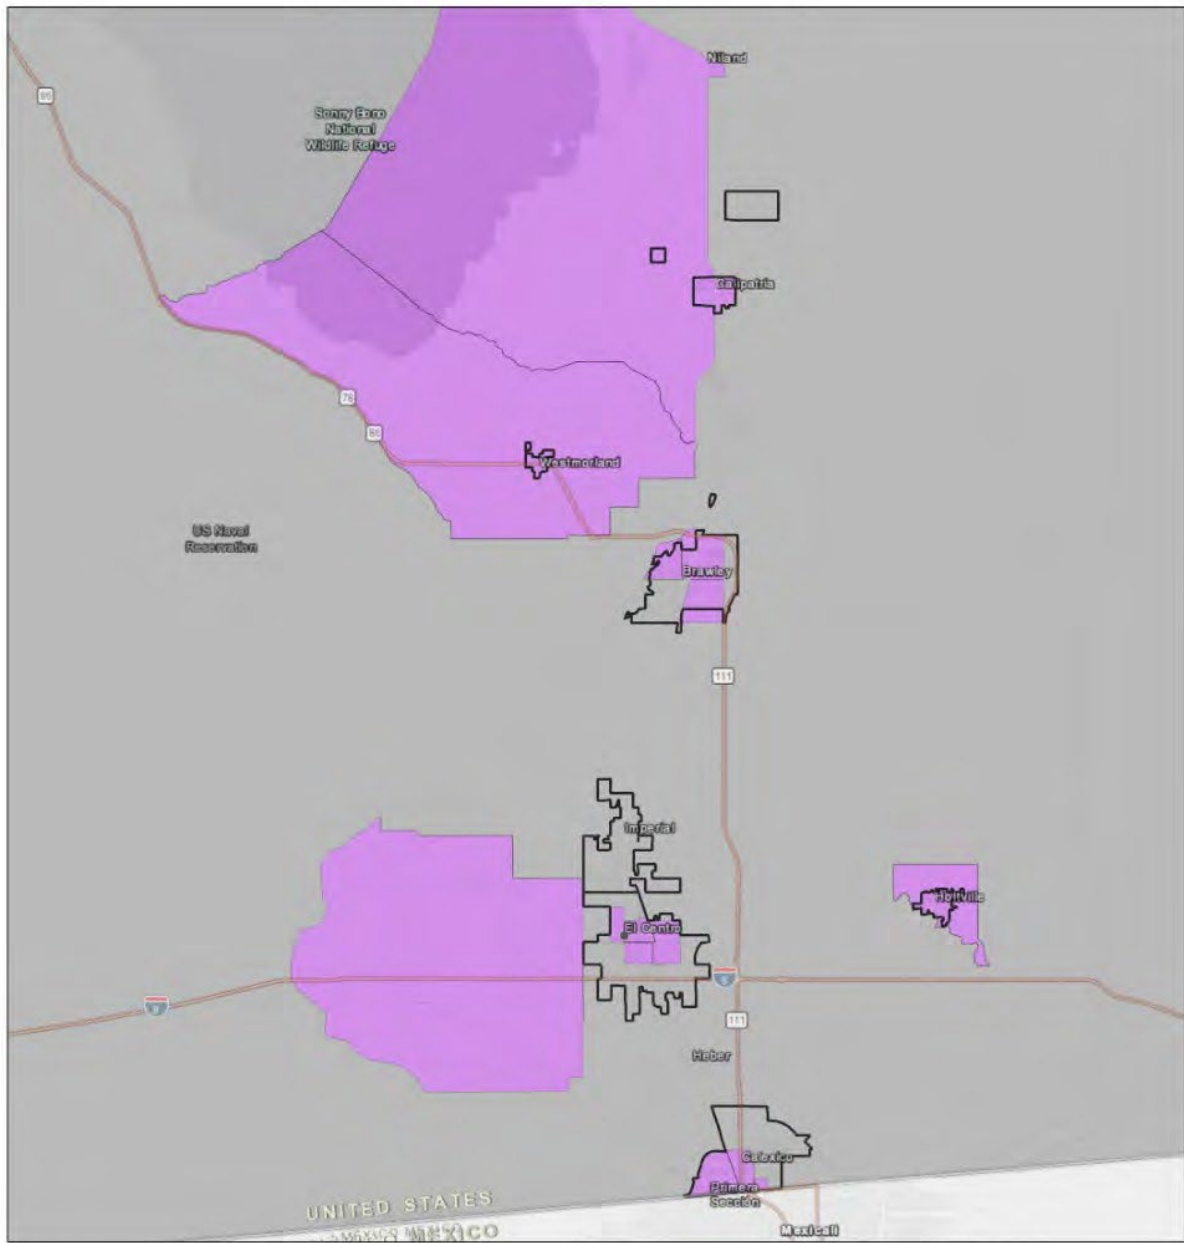 Niland
86
Sonny Bono
National
Wildlife Refuge
Calipatria
78
86
Westmorland
US Naval
Reservation
Brawley
111
Imperial
Holtville
El Centro
8
8
111
Heber
Calexico
Primera
Sección
UNITED STATES
MÉXICO
Mexicali